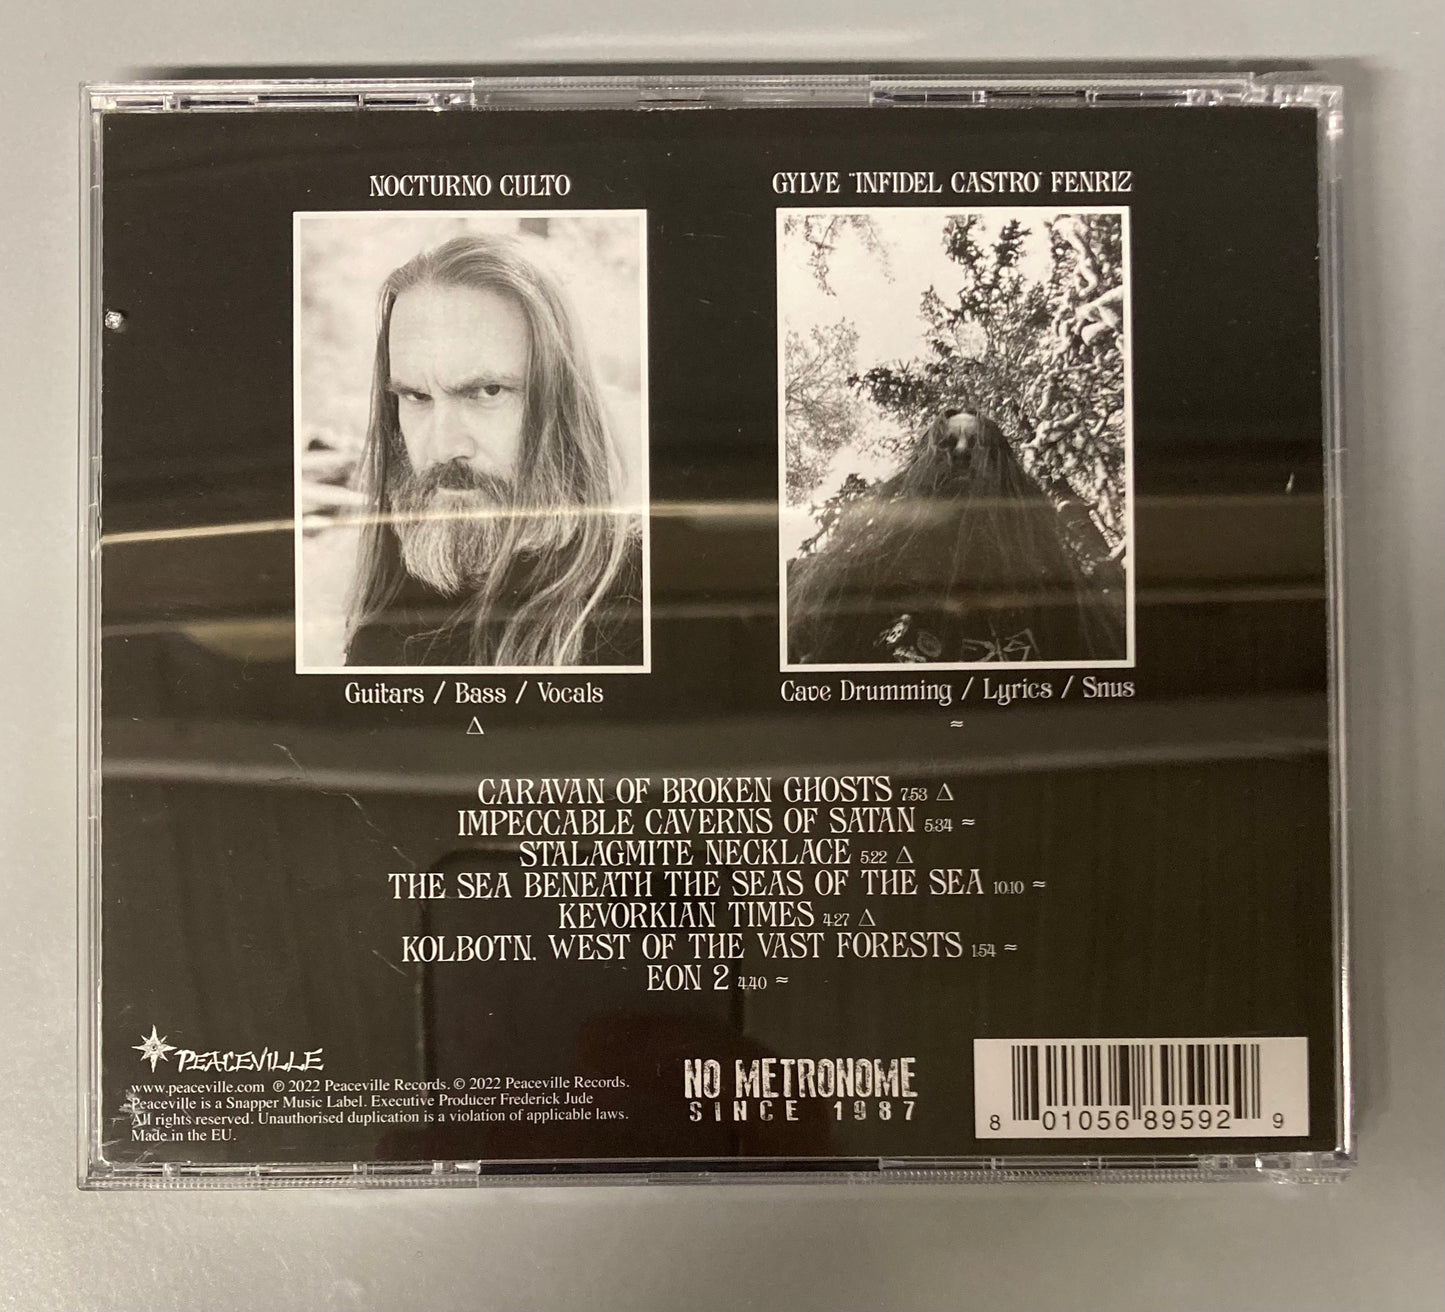 NOCTURNO CULTO
GYLVE "INFIDEL CASTRO" FENRIZ
Guitars / Bass / Vocals
Δ
Cave Drumming / Lyrics / Snus
≈
CARAVAN OF BROKEN GHOSTS 7:53 Δ
IMPECCABLE CAVERNS OF SATAN 5:34 ≈
STALAGMITE NECKLACE 5:22 Δ
THE SEA BENEATH THE SEAS OF THE SEA 10:10 ≈
KEVORKIAN TIMES 4:27 Δ
KOLBOTN, WEST OF THE VAST FORESTS 1:54 ≈
EON 2 4:40 ≈
PEACEVILLE
www.peaceville.com ℗ 2022 Peaceville Records. © 2022 Peaceville Records.
Peaceville is a Snapper Music Label. Executive Producer Frederick Jude
All rights reserved. Unauthorised duplication is a violation of applicable laws.
Made in the EU.
NO METRONOME
SINCE 1987
8 01056 89592 9